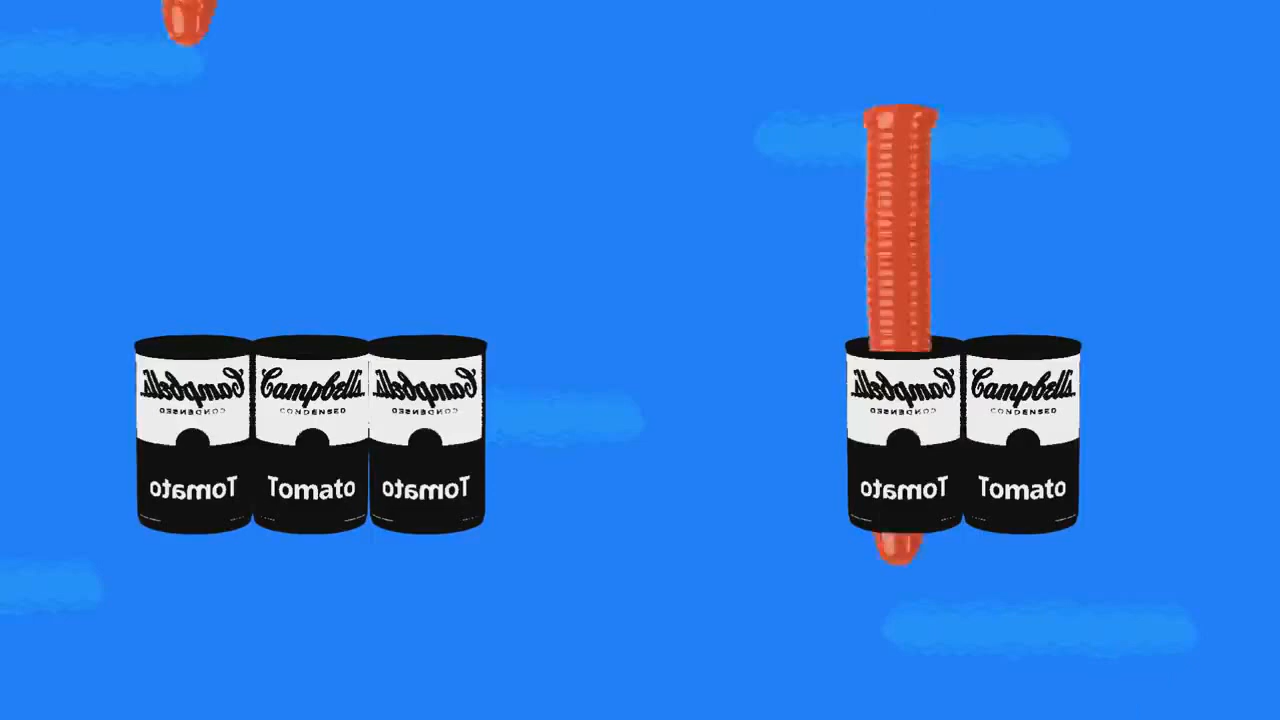 Campbell's Campbell's Campbell's
CONDENSED CONDENSED CONDENSED
Tomato Tomato Tomato
Campbell's Campbell's
CONDENSED CONDENSED
Tomato Tomato